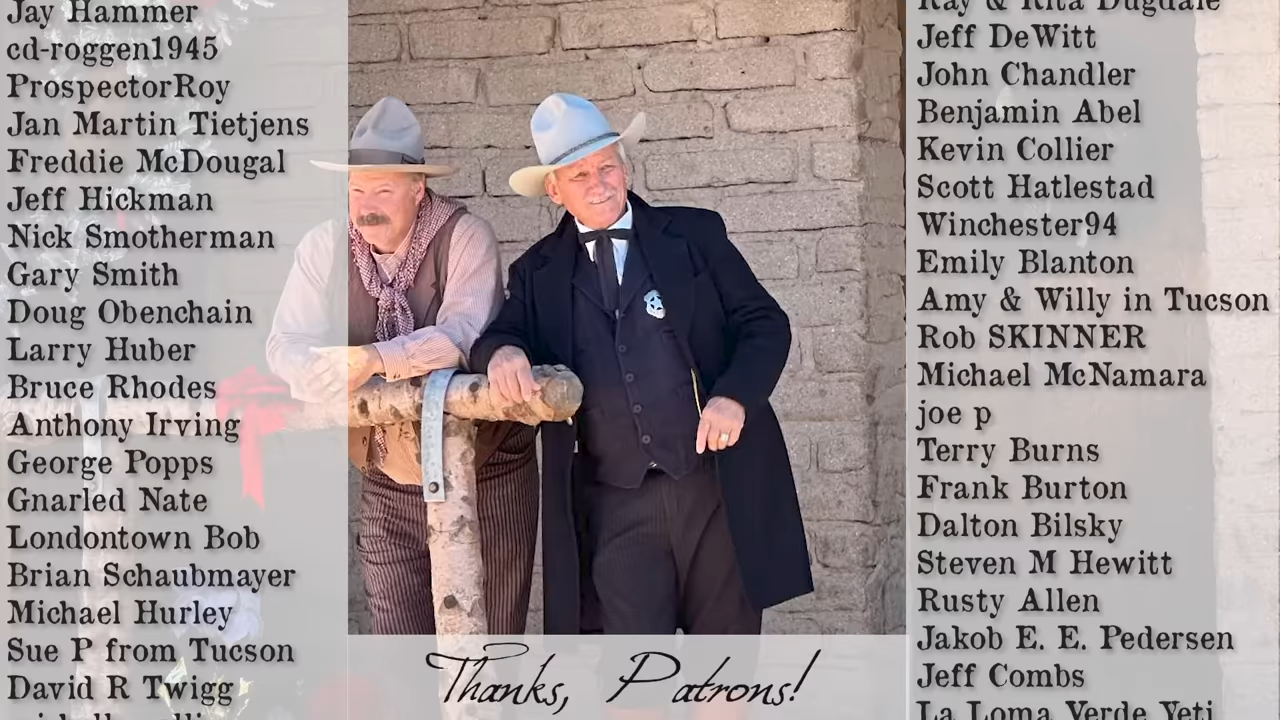 Jay Hammer
cd-roggen1945
ProspectorRoy
Jan Martin Tietjens
Freddie McDougal
Jeff Hickman
Nick Smotherman
Gary Smith
Doug Obenchain
Larry Huber
Bruce Rhodes
Anthony Irving
George Popps
Gnarled Nate
Londontown Bob
Brian Schaubmayer
Michael Hurley
Sue P from Tucson
David R Twigg
Thanks, Patrons!
Ray & Rita Dugdale
Jeff DeWitt
John Chandler
Benjamin Abel
Kevin Collier
Scott Hatlestad
Winchester94
Emily Blanton
Amy & Willy in Tucson
Rob SKINNER
Michael McNamara
joe p
Terry Burns
Frank Burton
Dalton Bilsky
Steven M Hewitt
Rusty Allen
Jakob E. E. Pedersen
Jeff Combs
La Loma Verde Yeti